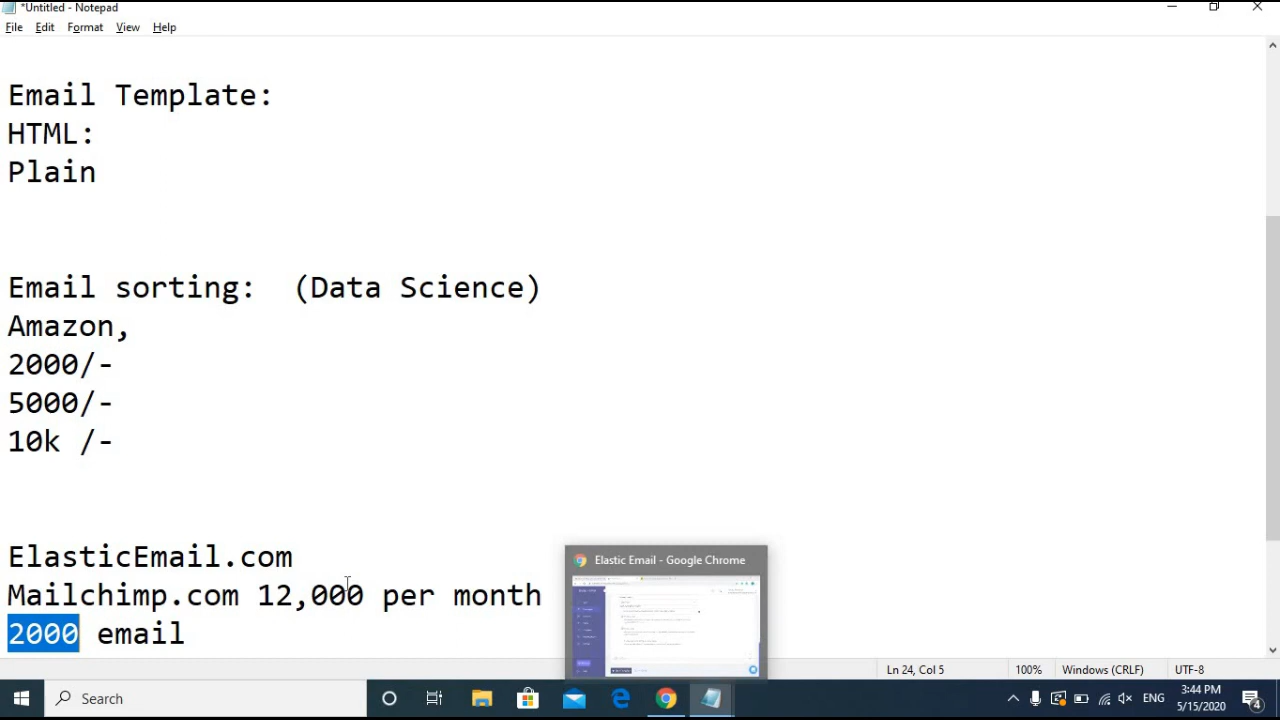 *Untitled - Notepad
File Edit Format View Help
Email Template:
HTML:
Plain
Email sorting:  (Data Science)
Amazon,
2000/-
5000/-
10k /-
ElasticEmail.com
Mailchimp.com 12,000 per month
2000 email
Elastic Email - Google Chrome
Ln 24, Col 5 100% Windows (CRLF) UTF-8
Search
ENG
3:44 PM
5/15/2020
4